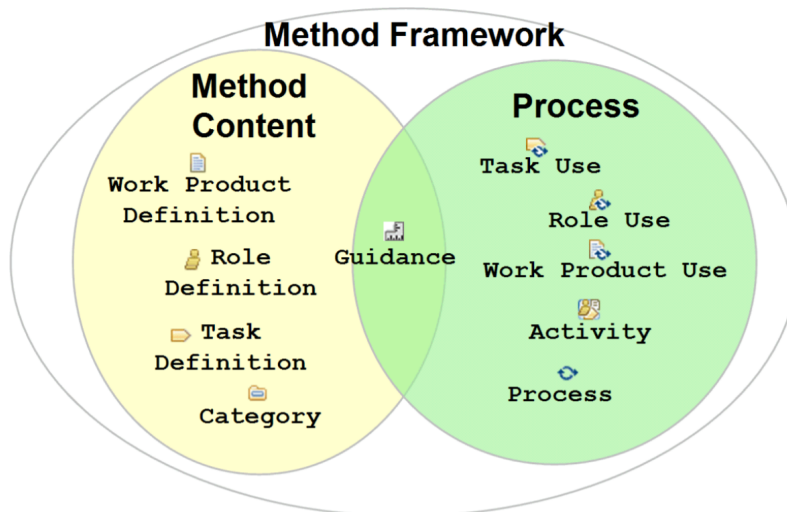 Method Framework
Method
Content
Work Product
Definition
Role
Definition
Task
Definition
Category
Guidance
Process
Task Use
Role Use
Work Product Use
Activity
Process